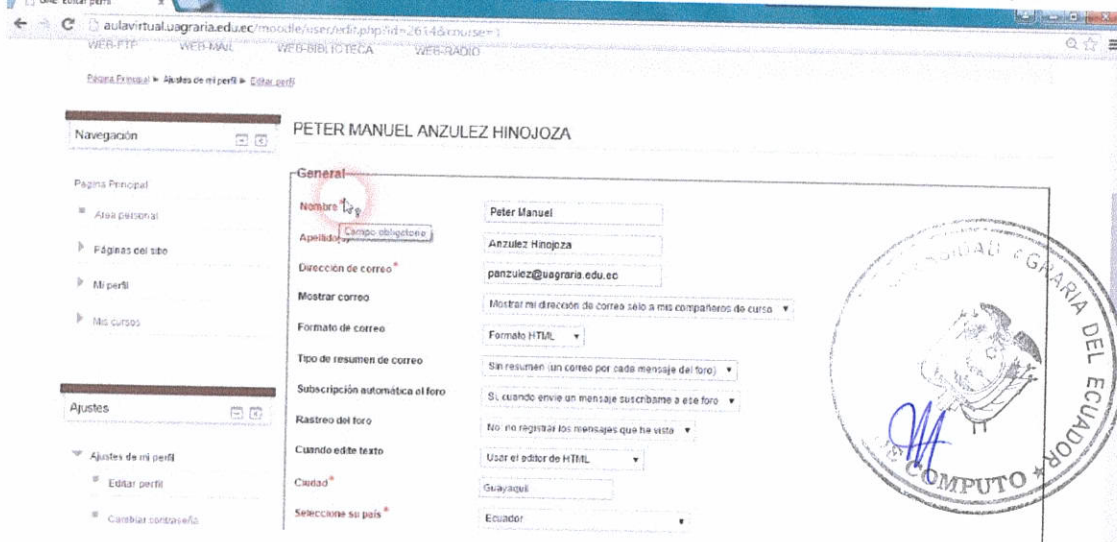 UAE: Editar perfil
aulavirtual.uagraria.edu.ec/moodle/user/edit.php?id=2614&course=1
WEB-FTP WEB-MAIL WEB-BIBLIOTECA WEB-RADIO
Página Principal ► Ajustes de mi perfil ► Editar perfil
Navegación
Página Principal
Área personal
Páginas del sitio
Mi perfil
Mis cursos
Ajustes
Ajustes de mi perfil
Editar perfil
Cambiar contraseña
PETER MANUEL ANZULEZ HINOJOZA
General
Nombre* Peter Manuel
Campo obligatorio
Apellido(s) Anzulez Hinojoza
Dirección de correo* panzulez@uagraria.edu.ec
Mostrar correo Mostrar mi dirección de correo sólo a mis compañeros de curso
Formato de correo Formato HTML
Tipo de resumen de correo Sin resumen (un correo por cada mensaje del foro)
Subscripción automática al foro Sí, cuando envíe un mensaje suscríbame a ese foro
Rastreo del foro No: no registrar los mensajes que he visto
Cuando edite texto Usar el editor de HTML
Ciudad* Guayaquil
Seleccione su país* Ecuador
AGRARIA DEL ECUADOR
DE COMPUTO